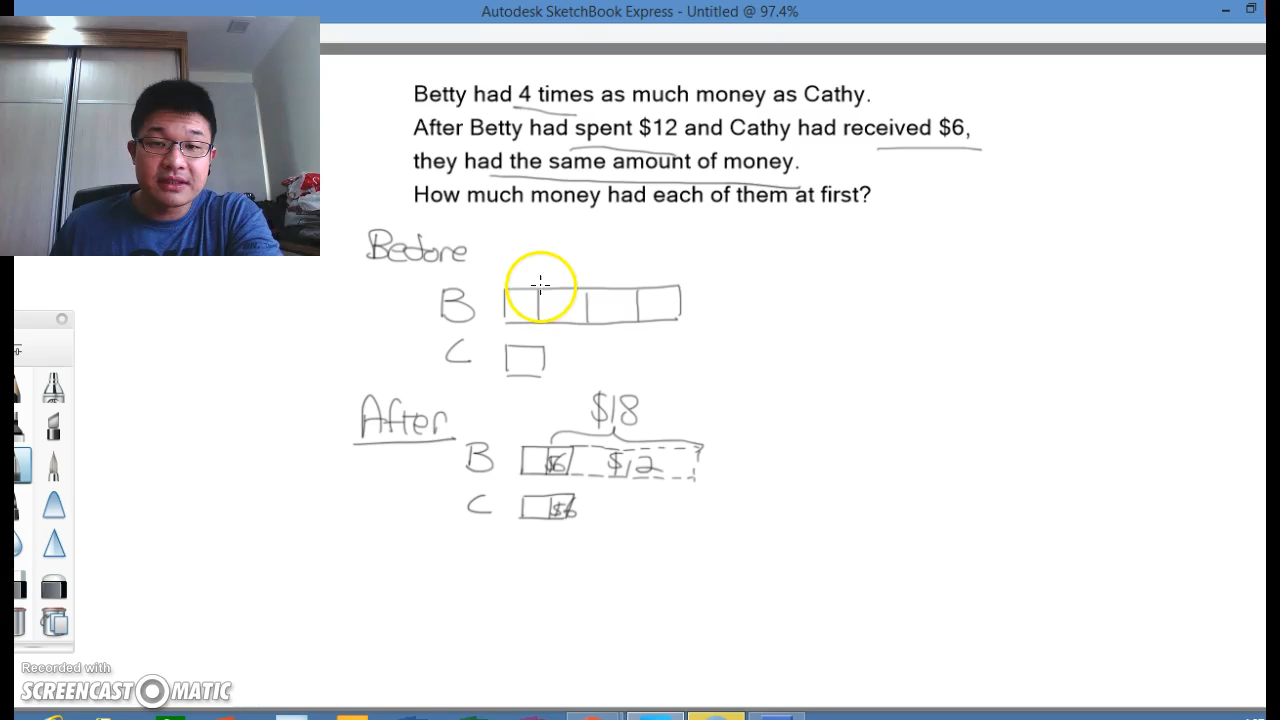 Autodesk SketchBook Express - Untitled @ 97.4%
Betty had 4 times as much money as Cathy.
After Betty had spent $12 and Cathy had received $6,
they had the same amount of money.
How much money had each of them at first?
Before
B
C
After
$18
B $6 $12
C $6
Recorded with
SCREENCAST MATIC